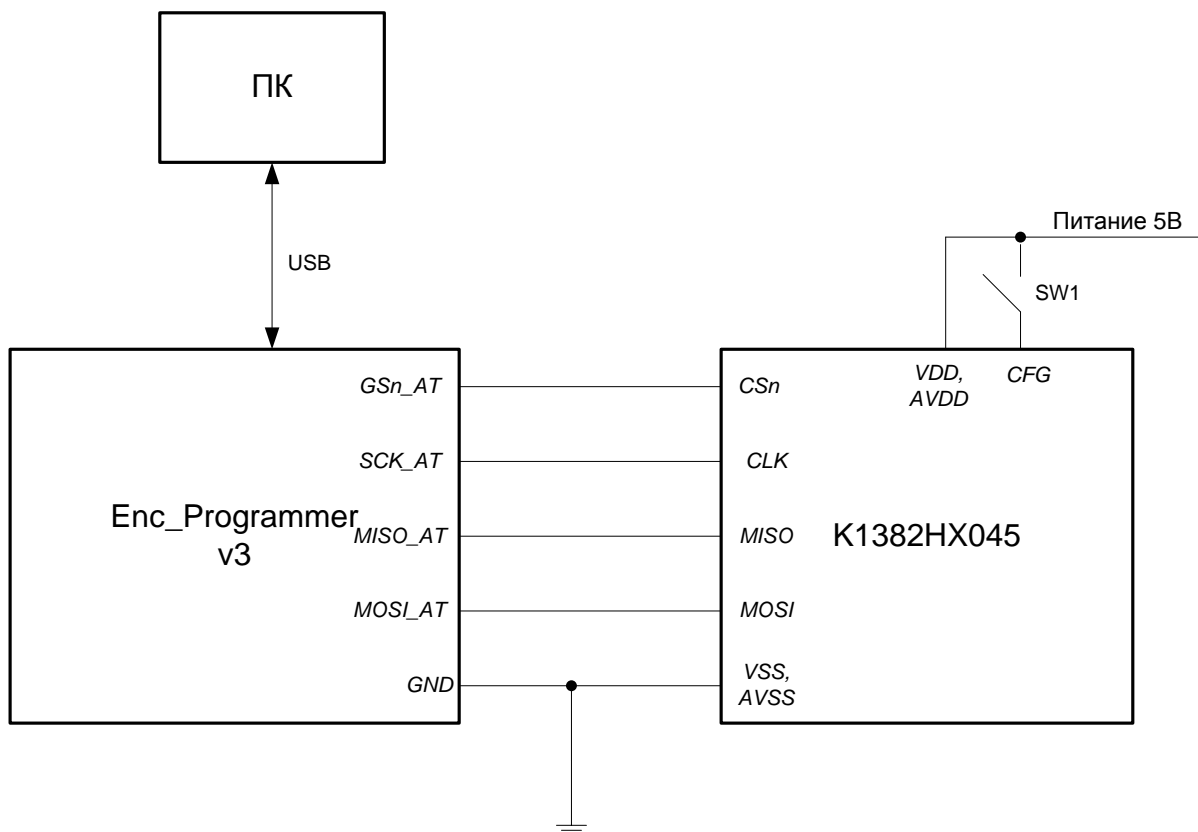 ПК
USB
Питание 5В
SW1
GSn_AT
CSn
VDD,
AVDD
CFG
SCK_AT
CLK
Enc_Programmer
v3
MISO_AT
MISO
K1382HX045
MOSI_AT
MOSI
GND
VSS,
AVSS